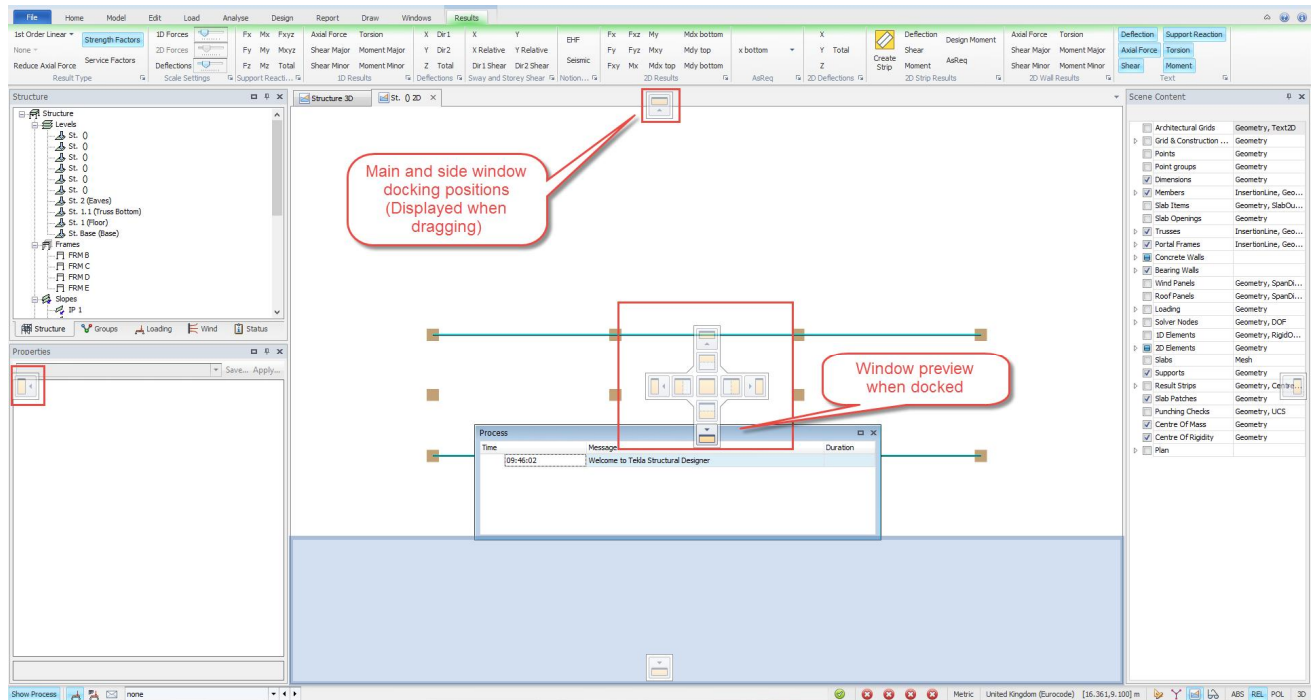 File Home Model Edit Load Analyse Design Report Draw Windows Results
1st Order Linear Strength Factors 1D Forces Fx Mx Fxyz Axial Force Torsion X Dir1 X Y EHF Fx Fxz My Mdx bottom X Deflection Design Moment Axial Force Torsion Deflection Support Reaction
None 2D Forces Fy My Mxyz Shear Major Moment Major Y Dir2 X Relative Y Relative Fy Fyz Mxy Mdy top x bottom Y Total Create Strip Shear Shear Major Moment Major Axial Force Torsion
Reduce Axial Force Service Factors Deflections Fz Mz Total Shear Minor Moment Minor Z Total Dir1 Shear Dir2 Shear Seismic Fxy Mx Mdx top Mdy bottom Z Moment AsReq Shear Minor Moment Minor Shear Moment
Result Type Scale Settings Support Reacti... 1D Results Deflections Sway and Storey Shear Notion... 2D Results AsReq 2D Deflections 2D Strip Results 2D Wall Results Text
Structure
Structure
Levels
St. ()
St. ()
St. ()
St. ()
St. ()
St. ()
St. 2 (Eaves)
St. 1.1 (Truss Bottom)
St. 1 (Floor)
St. Base (Base)
Frames
FRM B
FRM C
FRM D
FRM E
Slopes
IP 1
Structure Groups Loading Wind Status
Properties
Save... Apply...
Structure 3D St. () 2D
Main and side window
docking positions
(Displayed when
dragging)
Window preview
when docked
Process
Time Message Duration
09:46:02 Welcome to Tekla Structural Designer
Scene Content
Architectural Grids Geometry, Text2D
Grid & Construction ... Geometry
Points Geometry
Point groups Geometry
Dimensions Geometry
Members InsertionLine, Geo...
Slab Items Geometry, SlabOu...
Slab Openings Geometry
Trusses InsertionLine, Geo...
Portal Frames InsertionLine, Geo...
Concrete Walls
Bearing Walls
Wind Panels Geometry, SpanDi...
Roof Panels Geometry, SpanDi...
Loading Geometry
Solver Nodes Geometry, DOF
1D Elements Geometry, RigidO...
2D Elements Geometry
Slabs Mesh
Supports Geometry
Result Strips Geometry, Centre...
Slab Patches Geometry
Punching Checks Geometry, UCS
Centre Of Mass Geometry
Centre Of Rigidity Geometry
Plan
Show Process none Metric United Kingdom (Eurocode) [16.361,9.100] m ABS REL POL 3D